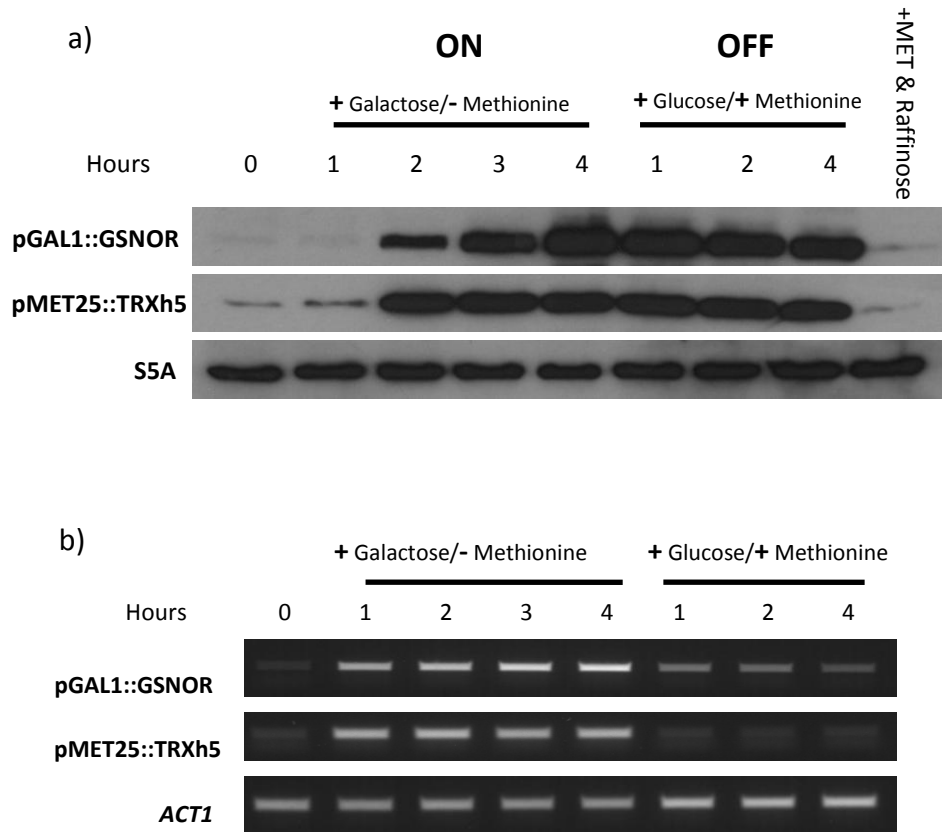 a)
ON OFF
+ Galactose/- Methionine + Glucose/+ Methionine
+MET & Raffinose
Hours 0 1 2 3 4 1 2 4
pGAL1::GSNOR
pMET25::TRXh5
S5A
b)
+ Galactose/- Methionine + Glucose/+ Methionine
Hours 0 1 2 3 4 1 2 4
pGAL1::GSNOR
pMET25::TRXh5
ACT1